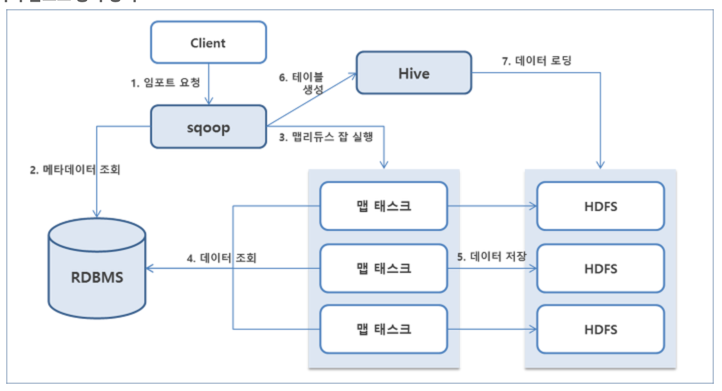 Client
1. 임포트 요청
6. 테이블
생성
Hive
7. 데이터 로딩
sqoop
3. 맵리듀스 잡 실행
2. 메타데이터 조회
맵 태스크
HDFS
4. 데이터 조회
맵 태스크
5. 데이터 저장
HDFS
RDBMS
맵 태스크
HDFS